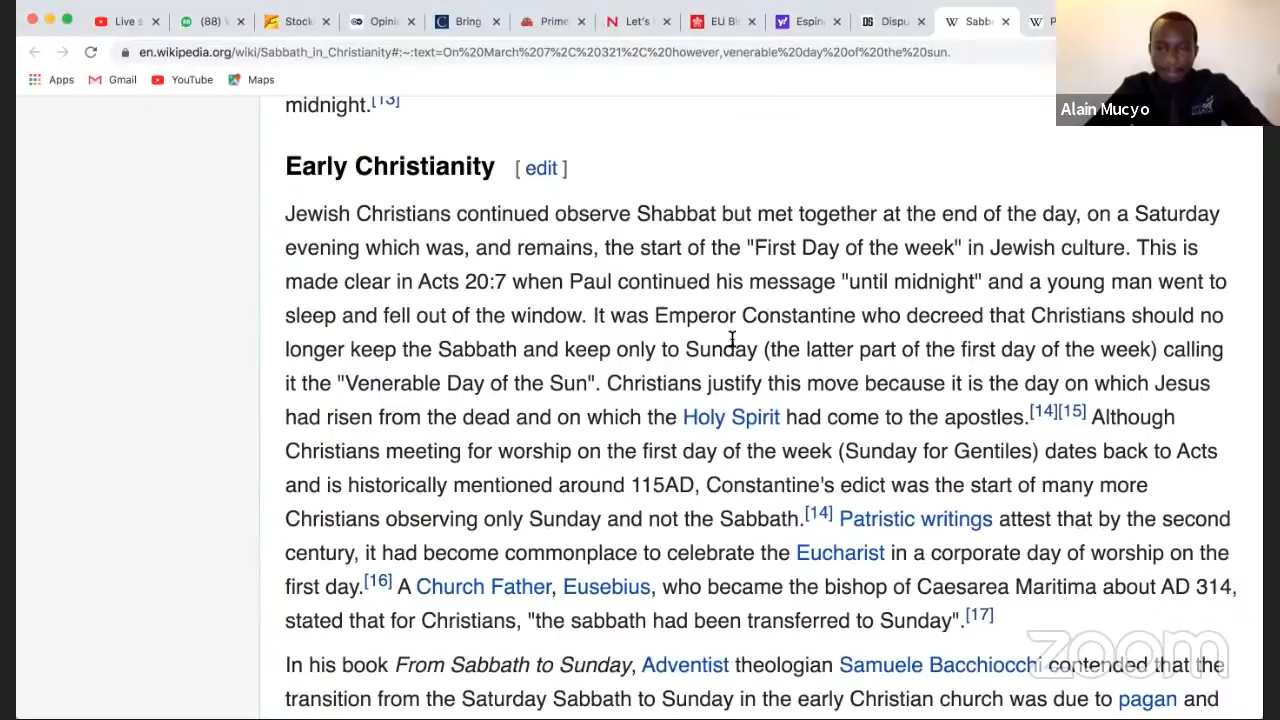 Live s
(88) W
Stock
Opini
Bring
Prime
Let's
EU Bi
Espin
Dispu
Sabb
P
en.wikipedia.org/wiki/Sabbath_in_Christianity#:~:text=On%20March%207%2C%20321%2C%20however,venerable%20day%20of%20the%20sun.
Apps Gmail YouTube Maps
Alain Mucyo
midnight.[13]
Early Christianity [ edit ]
Jewish Christians continued observe Shabbat but met together at the end of the day, on a Saturday
evening which was, and remains, the start of the "First Day of the week" in Jewish culture. This is
made clear in Acts 20:7 when Paul continued his message "until midnight" and a young man went to
sleep and fell out of the window. It was Emperor Constantine who decreed that Christians should no
longer keep the Sabbath and keep only to Sunday (the latter part of the first day of the week) calling
it the "Venerable Day of the Sun". Christians justify this move because it is the day on which Jesus
had risen from the dead and on which the Holy Spirit had come to the apostles.[14][15] Although
Christians meeting for worship on the first day of the week (Sunday for Gentiles) dates back to Acts
and is historically mentioned around 115AD, Constantine's edict was the start of many more
Christians observing only Sunday and not the Sabbath.[14] Patristic writings attest that by the second
century, it had become commonplace to celebrate the Eucharist in a corporate day of worship on the
first day.[16] A Church Father, Eusebius, who became the bishop of Caesarea Maritima about AD 314,
stated that for Christians, "the sabbath had been transferred to Sunday".[17]
zoom
In his book From Sabbath to Sunday, Adventist theologian Samuele Bacchiocchi contended that the
transition from the Saturday Sabbath to Sunday in the early Christian church was due to pagan and